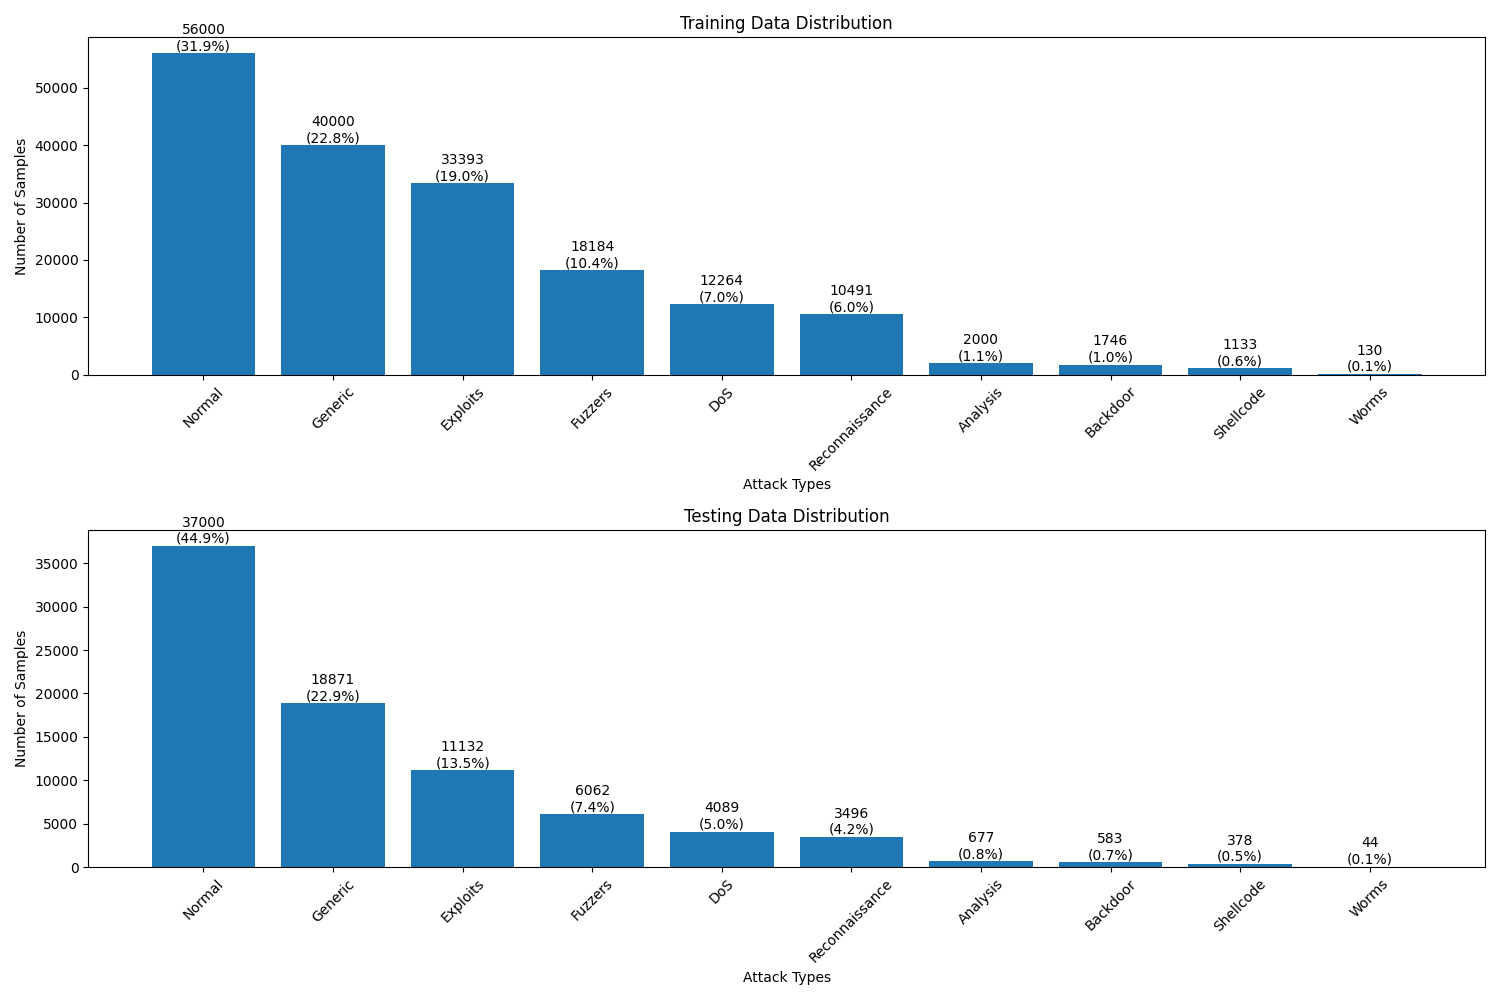 Training Data Distribution
56000
(31.9%)
40000
(22.8%)
33393
(19.0%)
18184
(10.4%)
12264
(7.0%)
10491
(6.0%)
2000
(1.1%)
1746
(1.0%)
1133
(0.6%)
130
(0.1%)
50000
40000
30000
20000
10000
0
Number of Samples
Normal
Generic
Exploits
Fuzzers
DoS
Reconnaissance
Analysis
Backdoor
Shellcode
Worms
Attack Types
Testing Data Distribution
37000
(44.9%)
18871
(22.9%)
11132
(13.5%)
6062
(7.4%)
4089
(5.0%)
3496
(4.2%)
677
(0.8%)
583
(0.7%)
378
(0.5%)
44
(0.1%)
35000
30000
25000
20000
15000
10000
5000
0
Number of Samples
Normal
Generic
Exploits
Fuzzers
DoS
Reconnaissance
Analysis
Backdoor
Shellcode
Worms
Attack Types